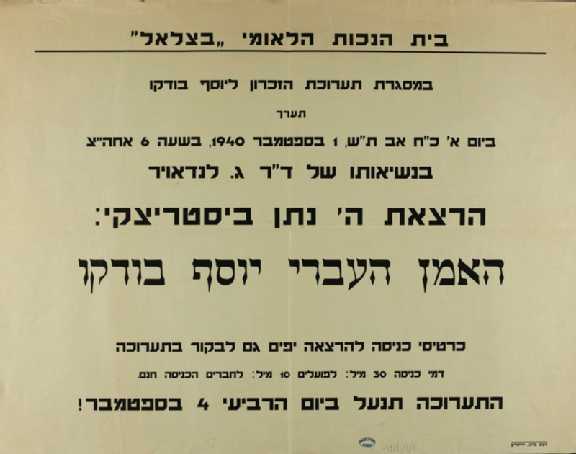 בית הנכות הלאומי „בצלאל"
במסגרת תערוכת הזכרון ליוסף בודקו
תערך
ביום א' כ"ח אב ת"ש, 1 בספטמבר 1940, בשעה 6 אחה"צ
בנשיאותו של ד"ר ג. לנדאויר
הרצאת ה' נתן ביסטריצקי:
האמן העברי יוסף בודקו
כרטיסי כניסה להרצאה יפים גם לבקור בתערוכה
דמי כניסה 30 מיל; לפועלים 10 מיל; לחברים הכניסה חנם.
התערוכה תנעל ביום הרביעי 4 בספטמבר!